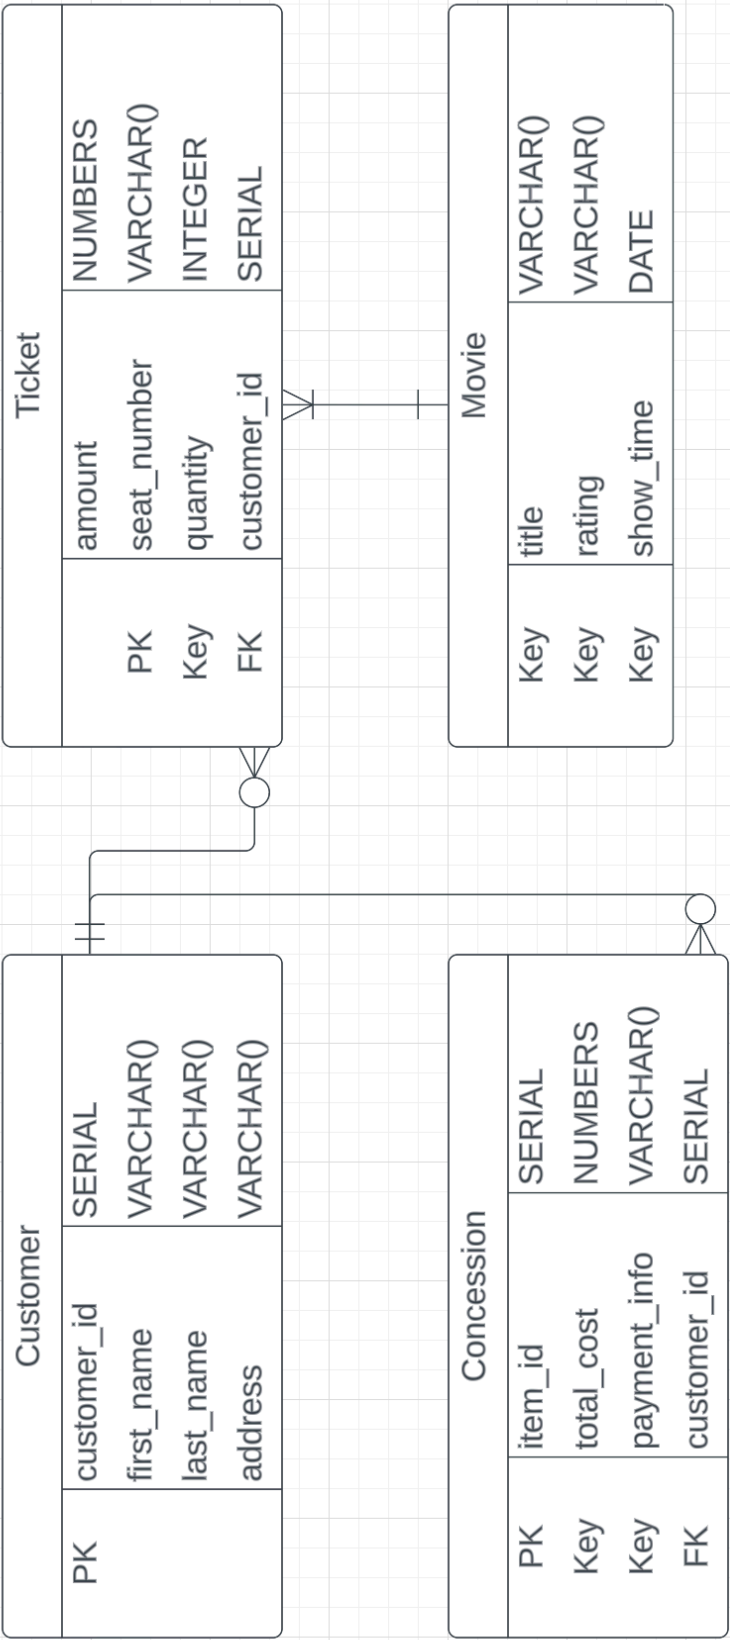 Customer
PK customer_id SERIAL
first_name VARCHAR()
last_name VARCHAR()
address VARCHAR()
Ticket
amount NUMBERS
PK seat_number VARCHAR()
Key quantity INTEGER
FK customer_id SERIAL
Concession
PK item_id SERIAL
Key total_cost NUMBERS
Key payment_info VARCHAR()
FK customer_id SERIAL
Movie
Key title VARCHAR()
Key rating VARCHAR()
Key show_time DATE